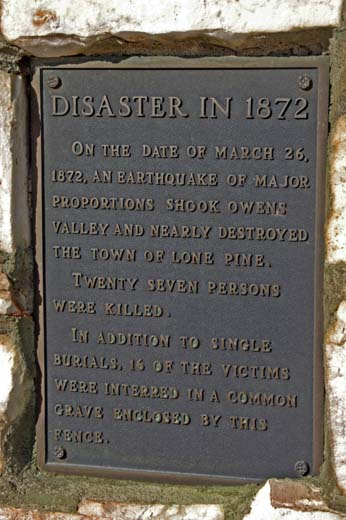 DISASTER IN 1872
ON THE DATE OF MARCH 26,
1872, AN EARTHQUAKE OF MAJOR
PROPORTIONS SHOOK OWENS
VALLEY AND NEARLY DESTROYED
THE TOWN OF LONE PINE.
TWENTY SEVEN PERSONS
WERE KILLED.
IN ADDITION TO SINGLE
BURIALS, 16 OF THE VICTIMS
WERE INTERRED IN A COMMON
GRAVE ENCLOSED BY THIS
FENCE.